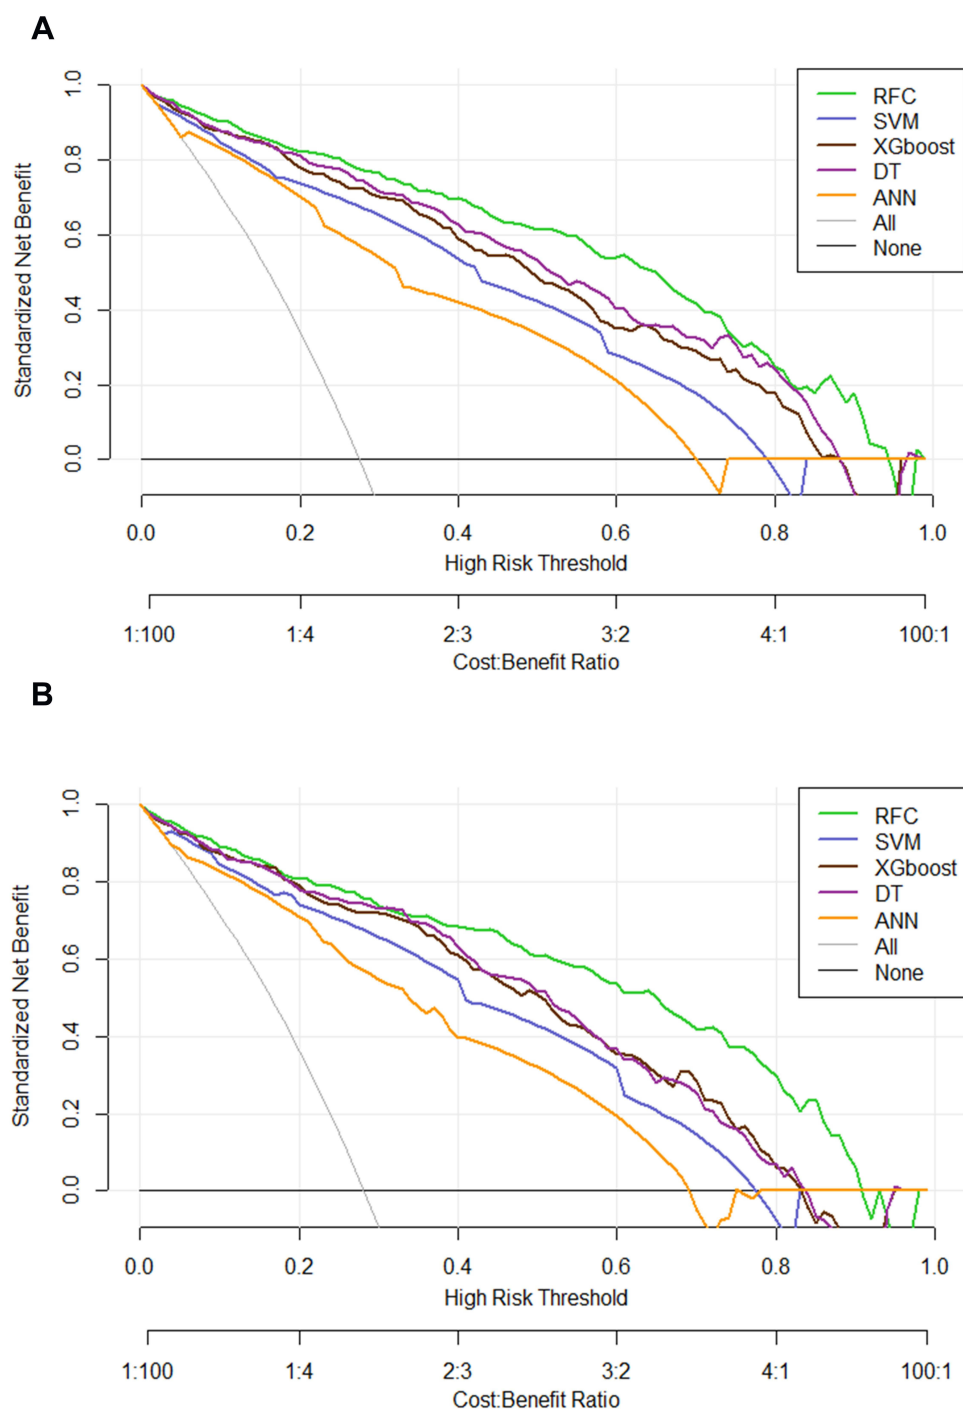 A
Standardized Net Benefit
1.0
0.8
0.6
0.4
0.2
0.0
RFC
SVM
XGboost
DT
ANN
All
None
0.0 0.2 0.4 0.6 0.8 1.0
High Risk Threshold
1:100 1:4 2:3 3:2 4:1 100:1
Cost:Benefit Ratio
B
Standardized Net Benefit
1.0
0.8
0.6
0.4
0.2
0.0
RFC
SVM
XGboost
DT
ANN
All
None
0.0 0.2 0.4 0.6 0.8 1.0
High Risk Threshold
1:100 1:4 2:3 3:2 4:1 100:1
Cost:Benefit Ratio